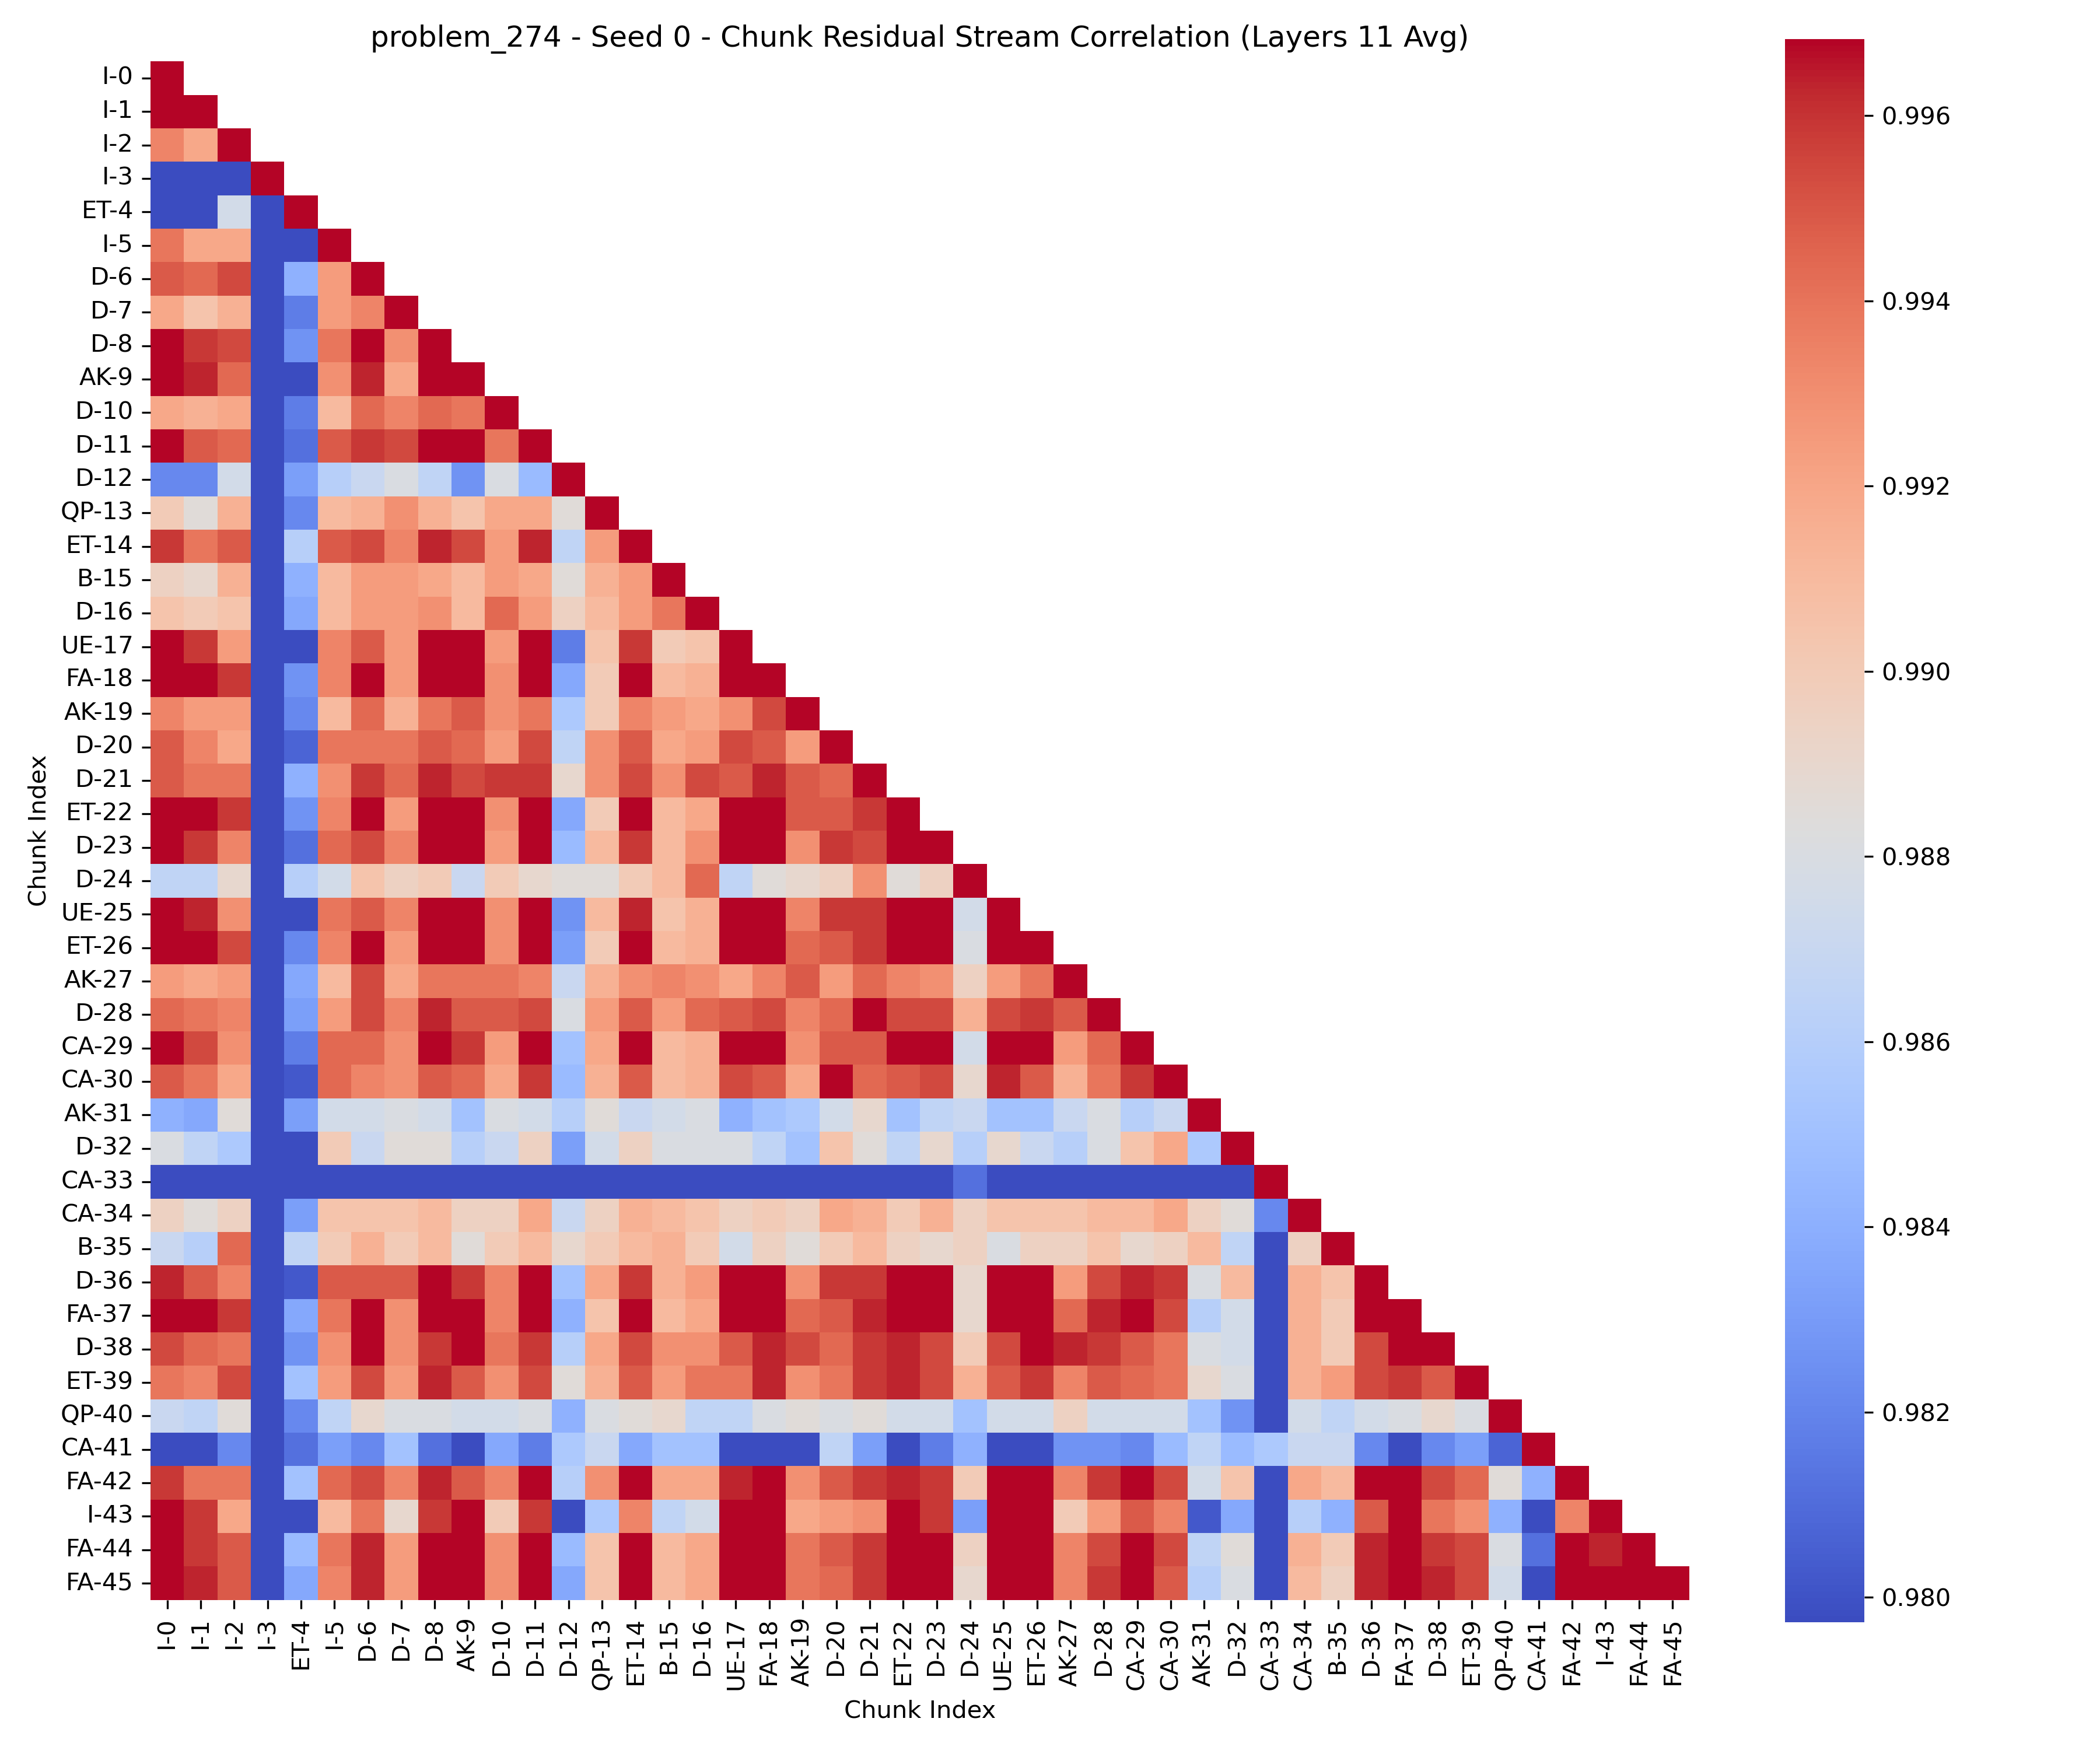 problem_274 - Seed 0 - Chunk Residual Stream Correlation (Layers 11 Avg)
Chunk Index
I-0
I-1
I-2
I-3
ET-4
I-5
D-6
D-7
D-8
AK-9
D-10
D-11
D-12
QP-13
ET-14
B-15
D-16
UE-17
FA-18
AK-19
D-20
D-21
ET-22
D-23
D-24
UE-25
ET-26
AK-27
D-28
CA-29
CA-30
AK-31
D-32
CA-33
CA-34
B-35
D-36
FA-37
D-38
ET-39
QP-40
CA-41
FA-42
I-43
FA-44
FA-45
I-0 I-1 I-2 I-3 ET-4 I-5 D-6 D-7 D-8 AK-9 D-10 D-11 D-12 QP-13 ET-14 B-15 D-16 UE-17 FA-18 AK-19 D-20 D-21 ET-22 D-23 D-24 UE-25 ET-26 AK-27 D-28 CA-29 CA-30 AK-31 D-32 CA-33 CA-34 B-35 D-36 FA-37 D-38 ET-39 QP-40 CA-41 FA-42 I-43 FA-44 FA-45
Chunk Index
0.996
0.994
0.992
0.990
0.988
0.986
0.984
0.982
0.980